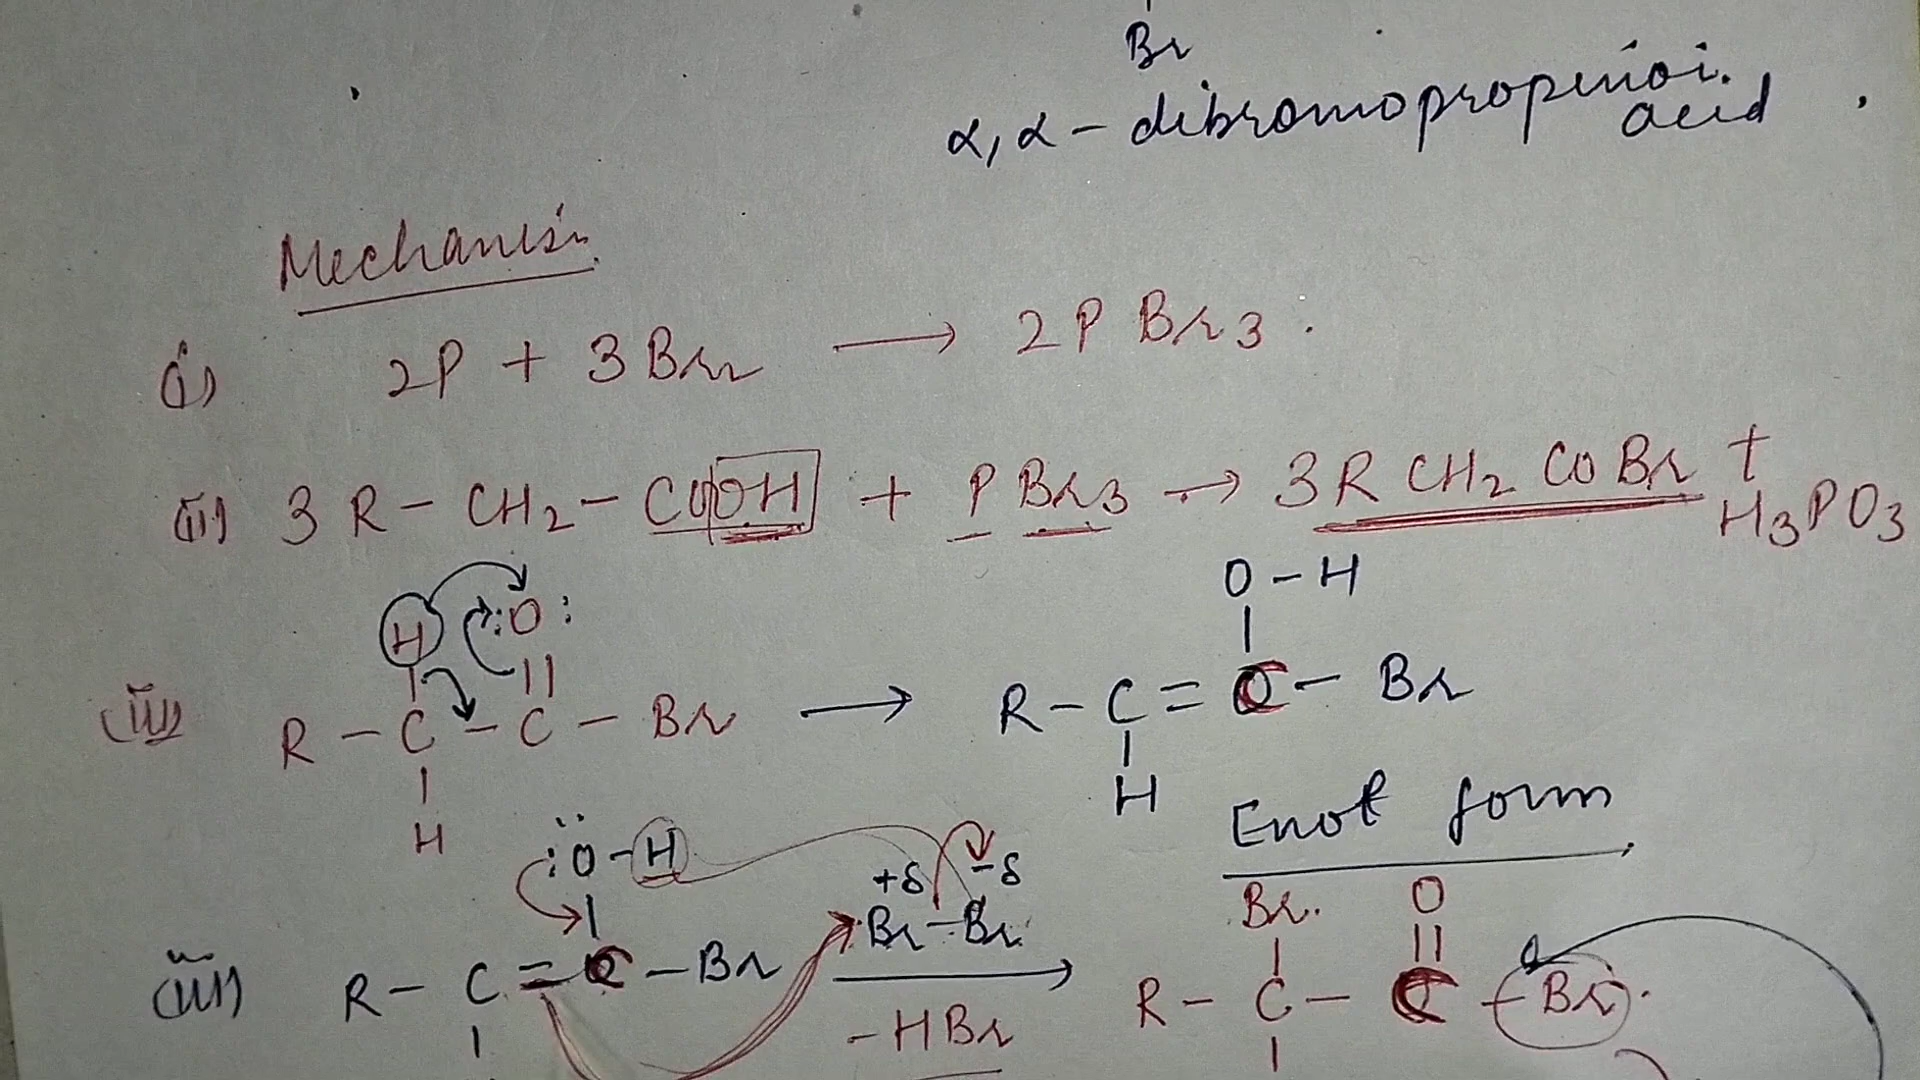 Br
α, α - dibromopropinoi.
acid
Mechanism
(i) 2P + 3Br2 → 2PBr3.
(ii) 3R-CH2-COOH + PBr3 → 3RCH2COBr +
H3PO3
O-H
H :O:
(iii) R-C-C-Br → R-C=C-Br
H
H
Enol form
:O-H +δ -δ
Br. O
Br-Br
(iii) R-C=C-Br → R-C-C-Br.
-HBr